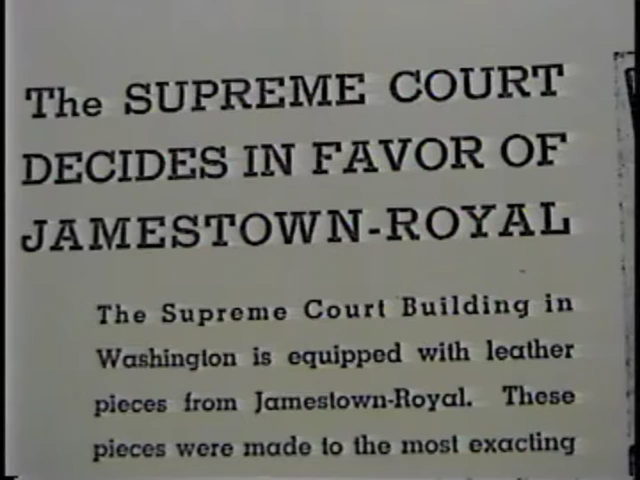 The SUPREME COURT
DECIDES IN FAVOR OF
JAMESTOWN-ROYAL
The Supreme Court Building in
Washington is equipped with leather
pieces from Jamestown-Royal. These
pieces were made to the most exacting